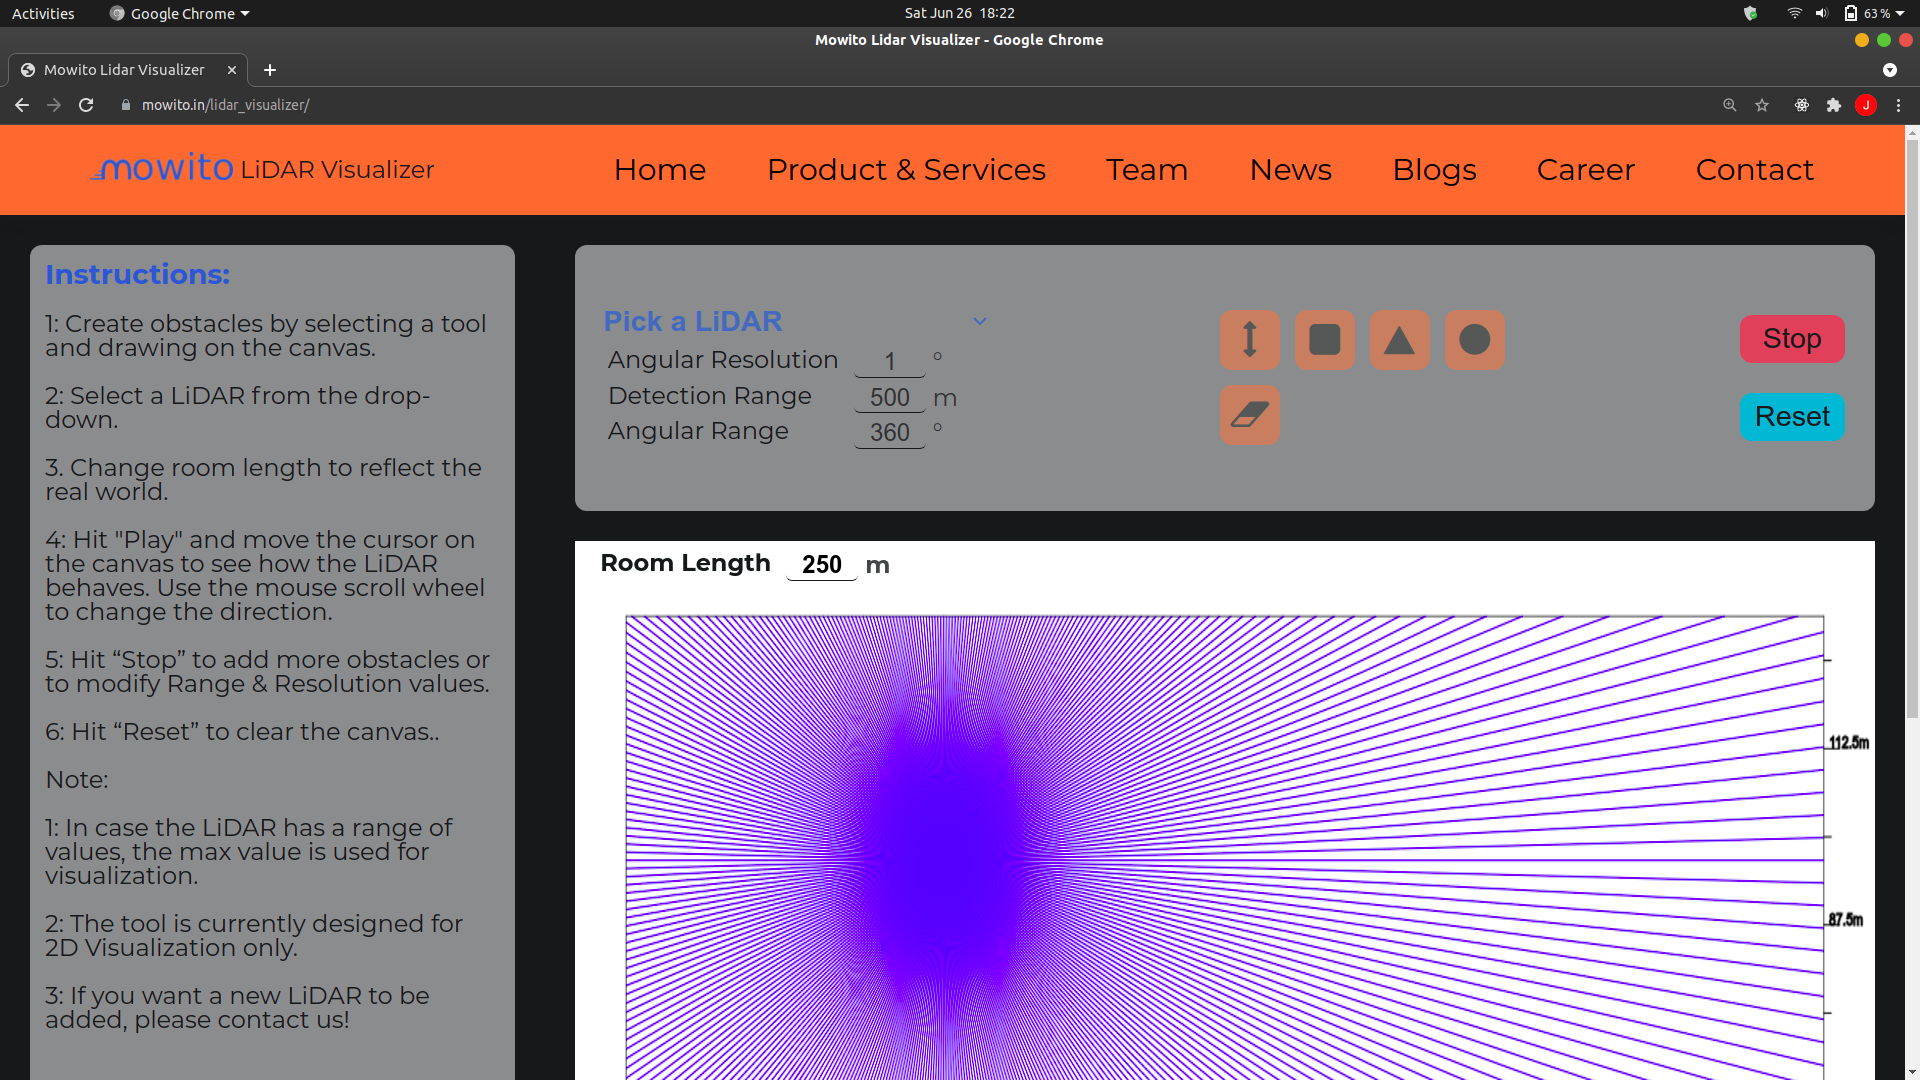 Activities
Google Chrome
Sat Jun 26 18:22
63 %
Mowito Lidar Visualizer - Google Chrome
Mowito Lidar Visualizer
mowito.in/lidar_visualizer/
J
mowito LiDAR Visualizer
Home
Product & Services
Team
News
Blogs
Career
Contact
Instructions:
1: Create obstacles by selecting a tool
and drawing on the canvas.
2: Select a LiDAR from the drop-
down.
3. Change room length to reflect the
real world.
4: Hit "Play" and move the cursor on
the canvas to see how the LiDAR
behaves. Use the mouse scroll wheel
to change the direction.
5: Hit “Stop” to add more obstacles or
to modify Range & Resolution values.
6: Hit “Reset” to clear the canvas..
Note:
1: In case the LiDAR has a range of
values, the max value is used for
visualization.
2: The tool is currently designed for
2D Visualization only.
3: If you want a new LiDAR to be
added, please contact us!
Pick a LiDAR
Angular Resolution 1 °
Detection Range 500 m
Angular Range 360 °
Stop
Reset
Room Length 250 m
112.5m
87.5m